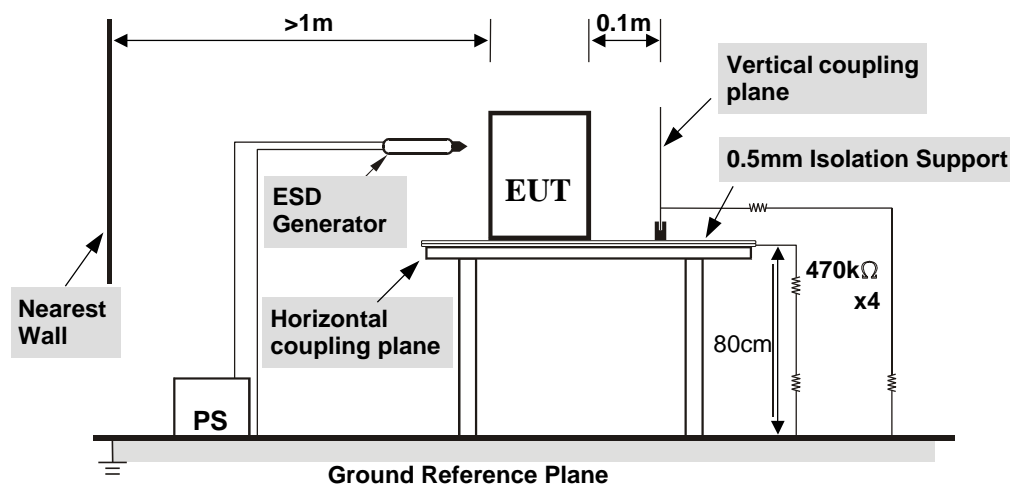 >1m
0.1m
Vertical coupling
plane
0.5mm Isolation Support
ESD
Generator
EUT
470kΩ
x4
Nearest
Wall
Horizontal
coupling plane
80cm
PS
Ground Reference Plane